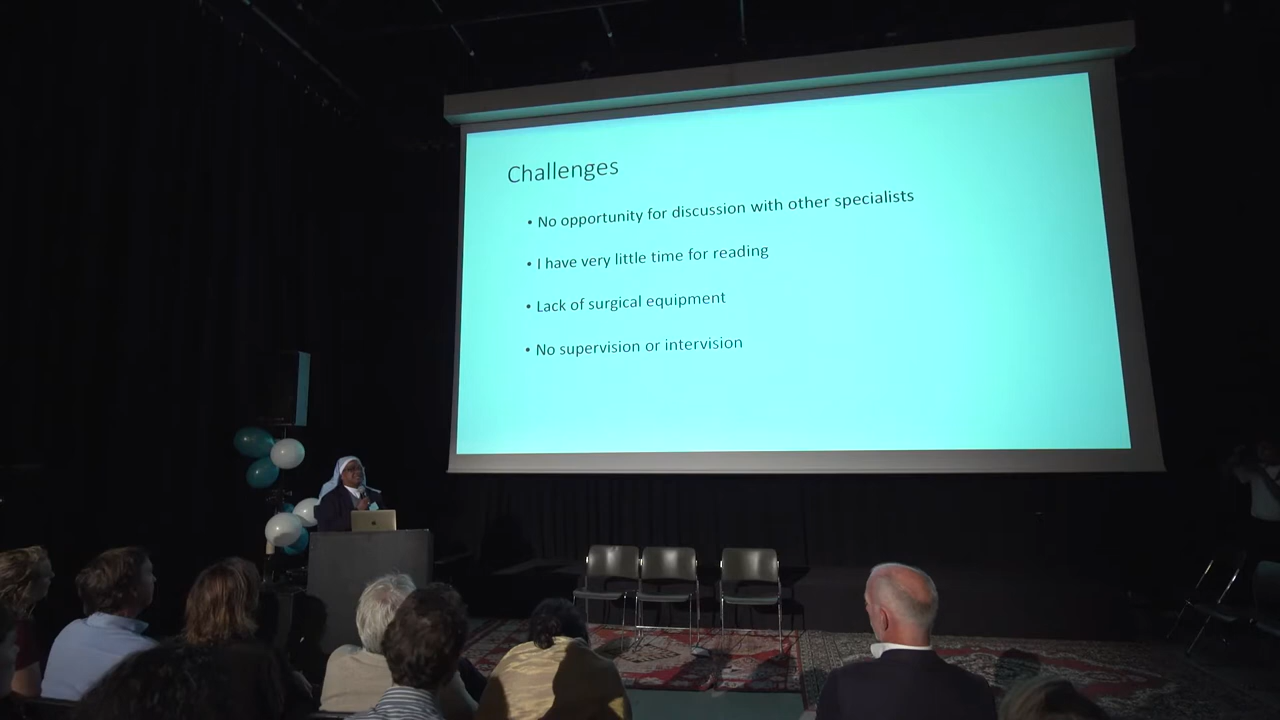 Challenges
• No opportunity for discussion with other specialists
• I have very little time for reading
• Lack of surgical equipment
• No supervision or intervision